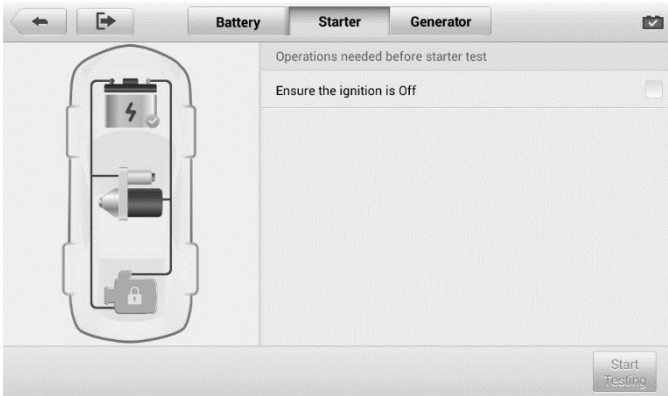 Battery
Starter
Generator
Operations needed before starter test
Ensure the ignition is Off
Start
Testing